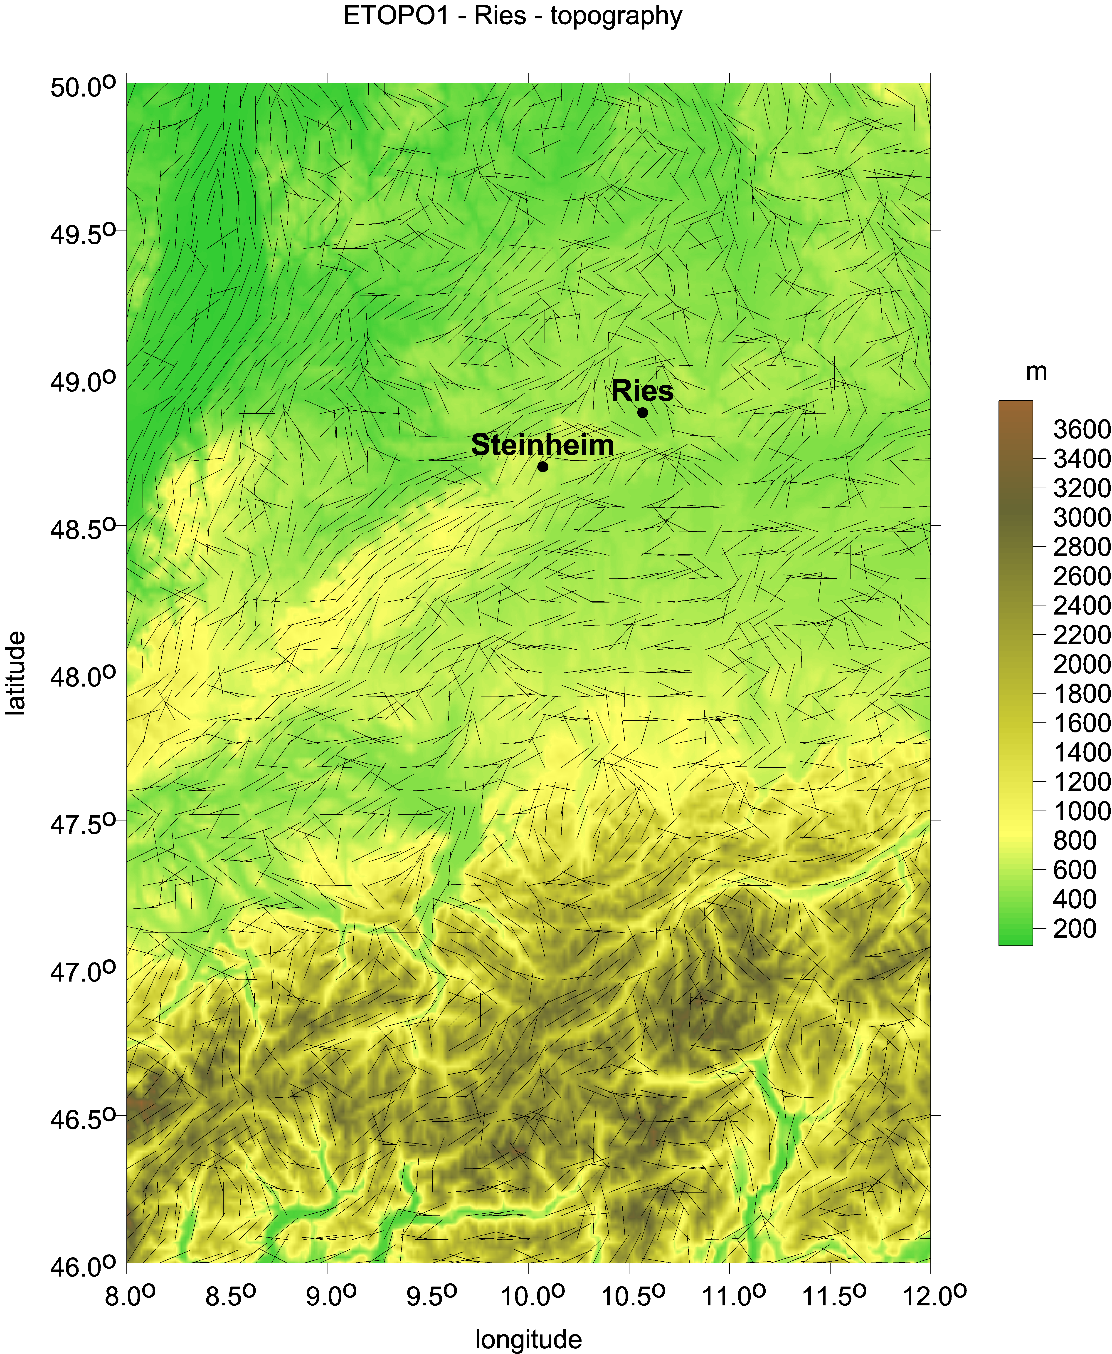 ETOPO1 - Ries - topography
50.0º
49.5º
49.0º
48.5º
48.0º
47.5º
47.0º
46.5º
46.0º
latitude
Ries
Steinheim
8.0º 8.5º 9.0º 9.5º 10.0º 10.5º 11.0º 11.5º 12.0º
longitude
m
3600
3400
3200
3000
2800
2600
2400
2200
2000
1800
1600
1400
1200
1000
800
600
400
200